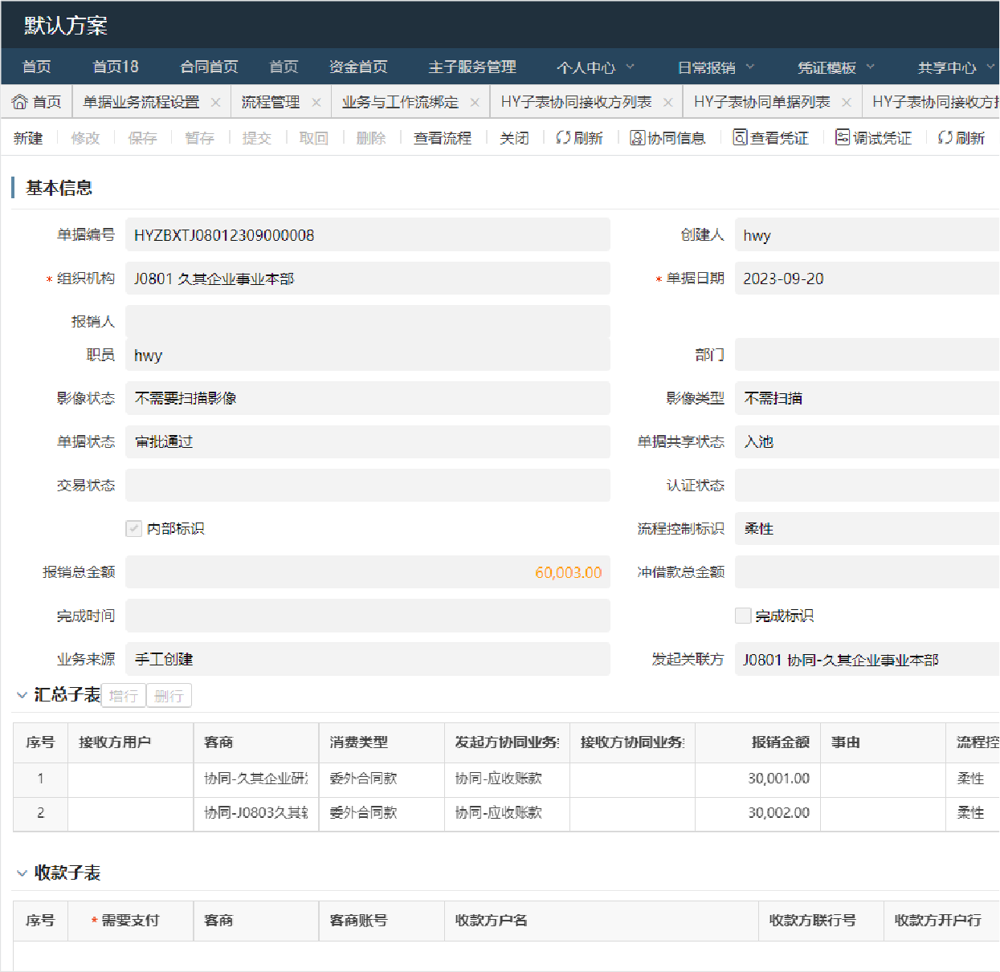 默认方案
首页 首页18 合同首页 首页 资金首页 主子服务管理 个人中心 日常报销 凭证模板 共享中心
首页 单据业务流程设置 流程管理 业务与工作流绑定 HY子表协同接收方列表 HY子表协同单据列表 HY子表协同接收方
新建 修改 保存 暂存 提交 取回 删除 查看流程 关闭 刷新 协同信息 查看凭证 调试凭证 刷新
基本信息
单据编号 HYZBXTJ08012309000008 创建人 hwy
* 组织机构 J0801 久其企业事业本部 * 单据日期 2023-09-20
报销人
职员 hwy 部门
影像状态 不需要扫描影像 影像类型 不需扫描
单据状态 审批通过 单据共享状态 入池
交易状态 认证状态
内部标识 流程控制标识 柔性
报销总金额 60,003.00 冲借款总金额
完成时间 完成标识
业务来源 手工创建 发起关联方 J0801 协同-久其企业事业本部
汇总子表 增行 删行
序号 接收方用户 客商 消费类型 发起方协同业务 接收方协同业务 报销金额 事由 流程控
1 协同-久其企业研 委外合同款 协同-应收账款 30,001.00 柔性
2 协同-J0803久其软 委外合同款 协同-应收账款 30,002.00 柔性
收款子表
序号 * 需要支付 客商 客商账号 收款方户名 收款方联行号 收款方开户行